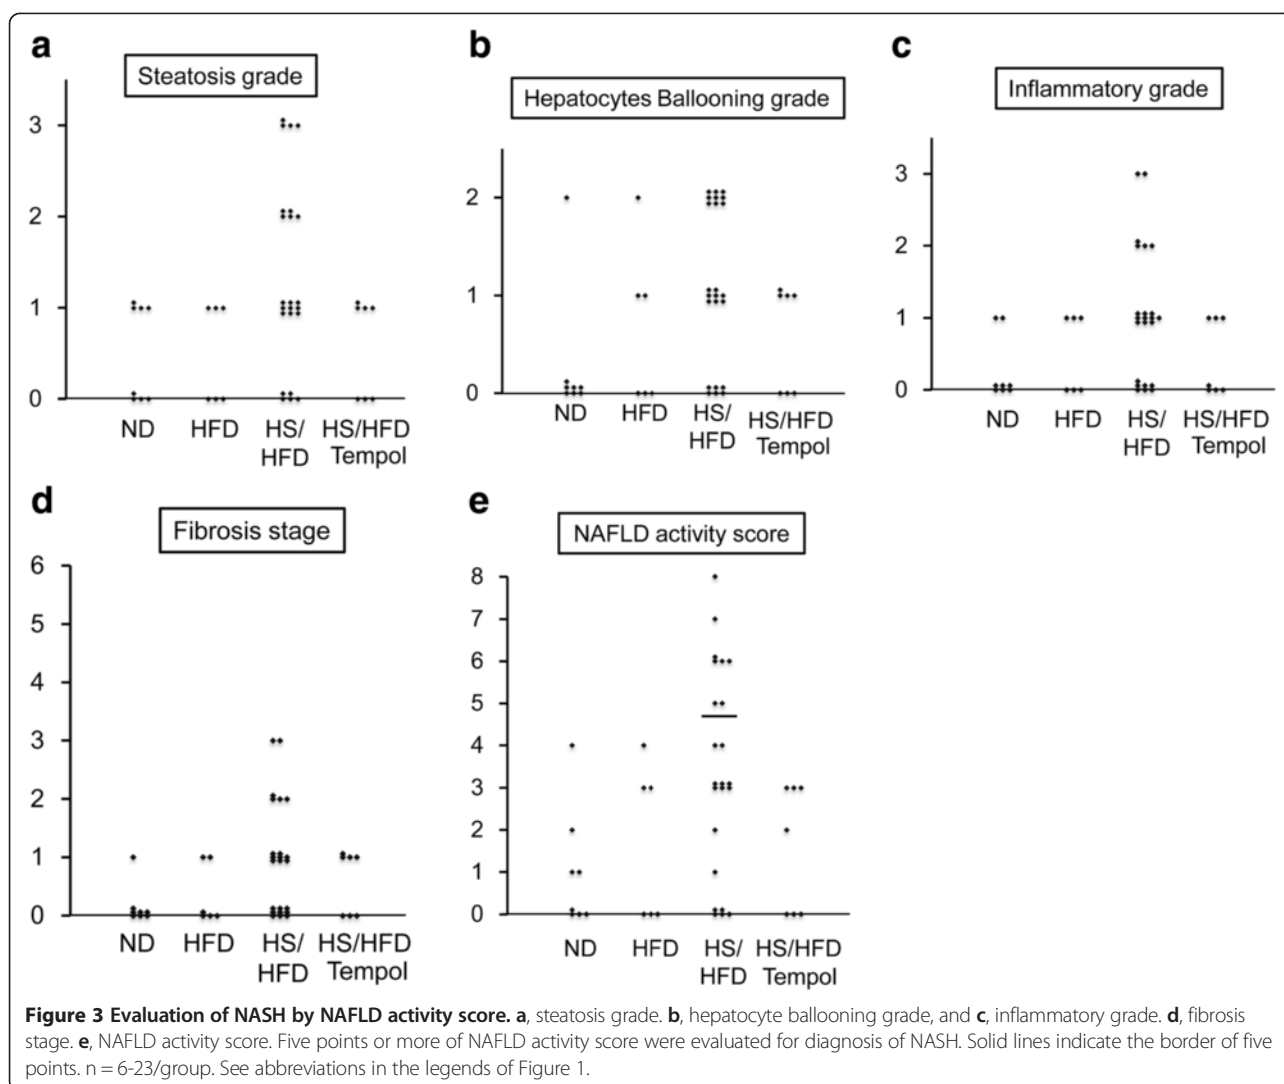 a
Steatosis grade
3
2
1
0
ND HFD HS/ HS/HFD
HFD Tempol
b
Hepatocytes Ballooning grade
2
1
0
ND HFD HS/ HS/HFD
HFD Tempol
c
Inflammatory grade
3
2
1
0
ND HFD HS/ HS/HFD
HFD Tempol
d
Fibrosis stage
6
5
4
3
2
1
0
ND HFD HS/ HS/HFD
HFD Tempol
e
NAFLD activity score
8
7
6
5
4
3
2
1
0
ND HFD HS/ HS/HFD
HFD Tempol
Figure 3 Evaluation of NASH by NAFLD activity score. a, steatosis grade. b, hepatocyte ballooning grade, and c, inflammatory grade. d, fibrosis
stage. e, NAFLD activity score. Five points or more of NAFLD activity score were evaluated for diagnosis of NASH. Solid lines indicate the border of five
points. n = 6-23/group. See abbreviations in the legends of Figure 1.